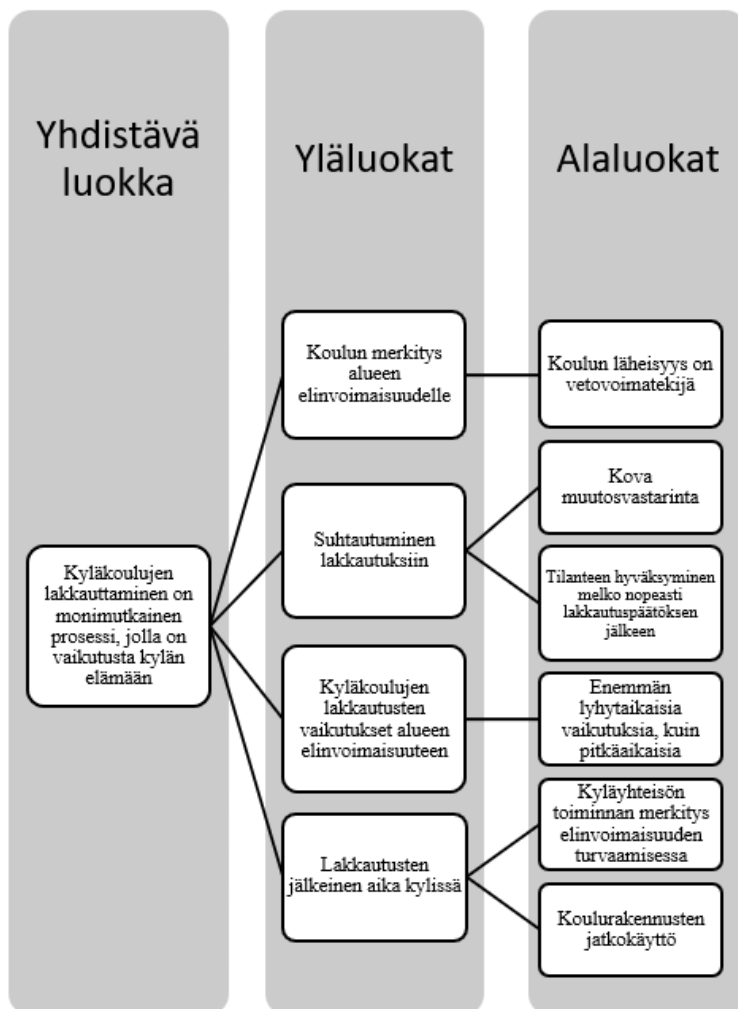 Yhdistävä
luokka
Yläluokat
Alaluokat
Kyläkoulujen
lakkauttaminen on
monimutkainen
prosessi, jolla on
vaikutusta kylän
elämään
Koulun merkitys
alueen
elinvoimaisuudelle
Suhtautuminen
lakkautuksiin
Kyläkoulujen
lakkautusten
vaikutukset alueen
elinvoimaisuuteen
Lakkautusten
jälkeinen aika kylissä
Koulun läheisyys on
vetovoimatekijä
Kova
muutosvastarinta
Tilanteen hyväksyminen
melko nopeasti
lakkautuspäätöksen
jälkeen
Enemmän
lyhytaikaisia
vaikutuksia, kuin
pitkäaikaisia
Kyläyhteisön
toiminnan merkitys
elinvoimaisuuden
turvaamisessa
Koulurakennusten
jatkokäyttö